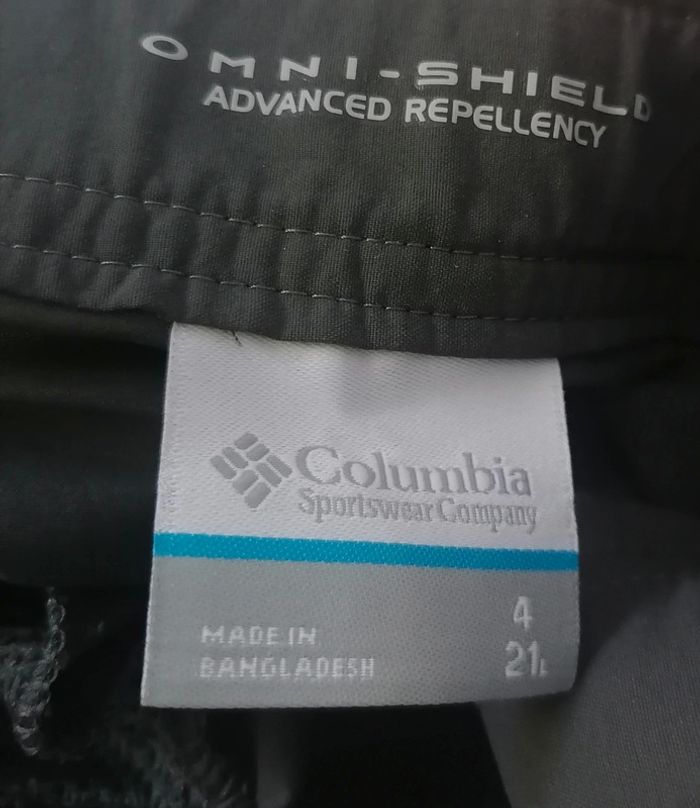 OMNI-SHIELD
ADVANCED REPELLENCY
Columbia
Sportswear Company
4
MADE IN
BANGLADESH
21L